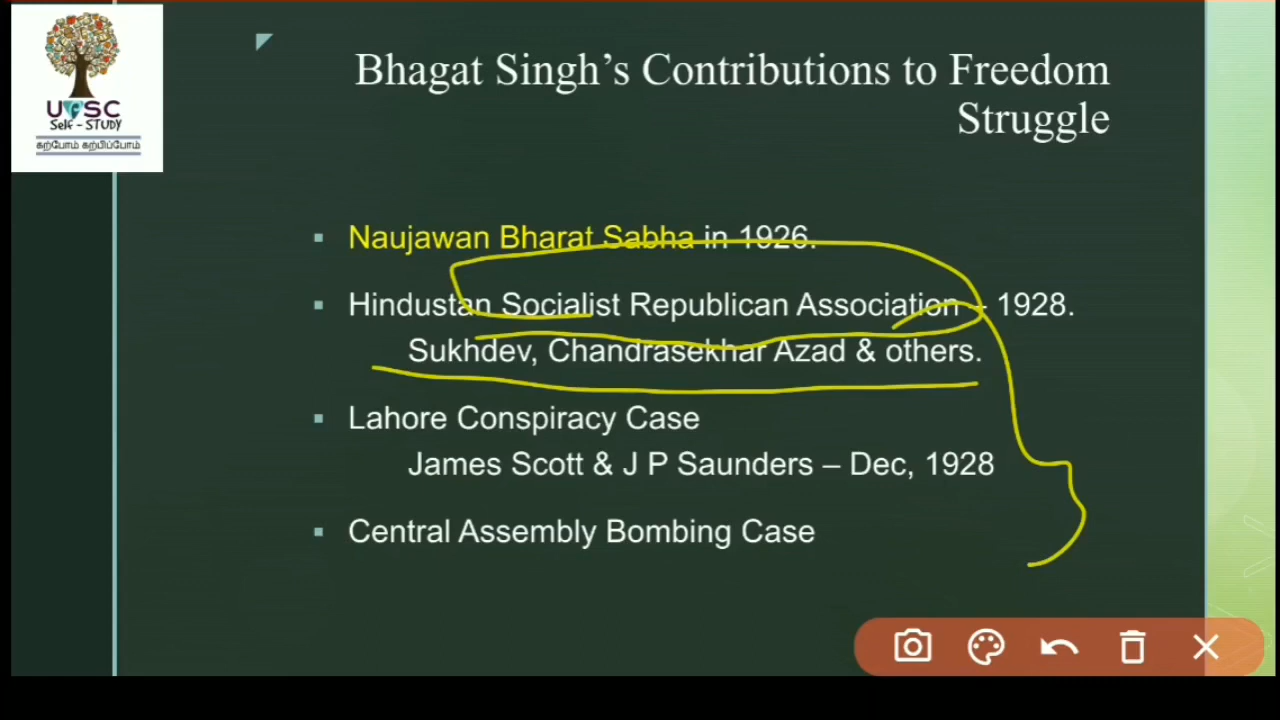 UPSC
Self - STUDY
கற்போம் கற்பிப்போம்
Bhagat Singh’s Contributions to Freedom
Struggle
Naujawan Bharat Sabha in 1926.
Hindustan Socialist Republican Association – 1928.
Sukhdev, Chandrasekhar Azad & others.
Lahore Conspiracy Case
James Scott & J P Saunders – Dec, 1928
Central Assembly Bombing Case